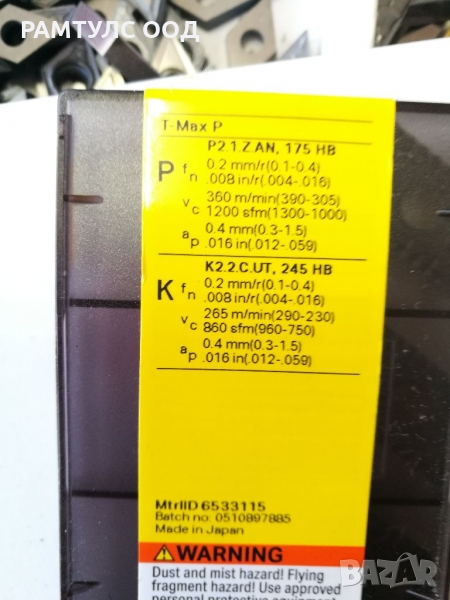 РАМТУЛС ООД
T-Max P
P2.1.Z.AN, 175 HB
P fn 0.2 mm/r(0.1-0.4)
.008 in/r(.004-.016)
vc 360 m/min(390-305)
1200 sfm(1300-1000)
ap 0.4 mm(0.3-1.5)
.016 in(.012-.059)
K2.2.C.UT, 245 HB
K fn 0.2 mm/r(0.1-0.4)
.008 in/r(.004-.016)
vc 265 m/min(290-230)
860 sfm(960-750)
ap 0.4 mm(0.3-1.5)
.016 in(.012-.059)
MtrlID 6533115
Batch no: 0510897885
Made in Japan
WARNING
Dust and mist hazard! Flying
fragment hazard! Use approved
personal protective equipment
BAZAR.bg